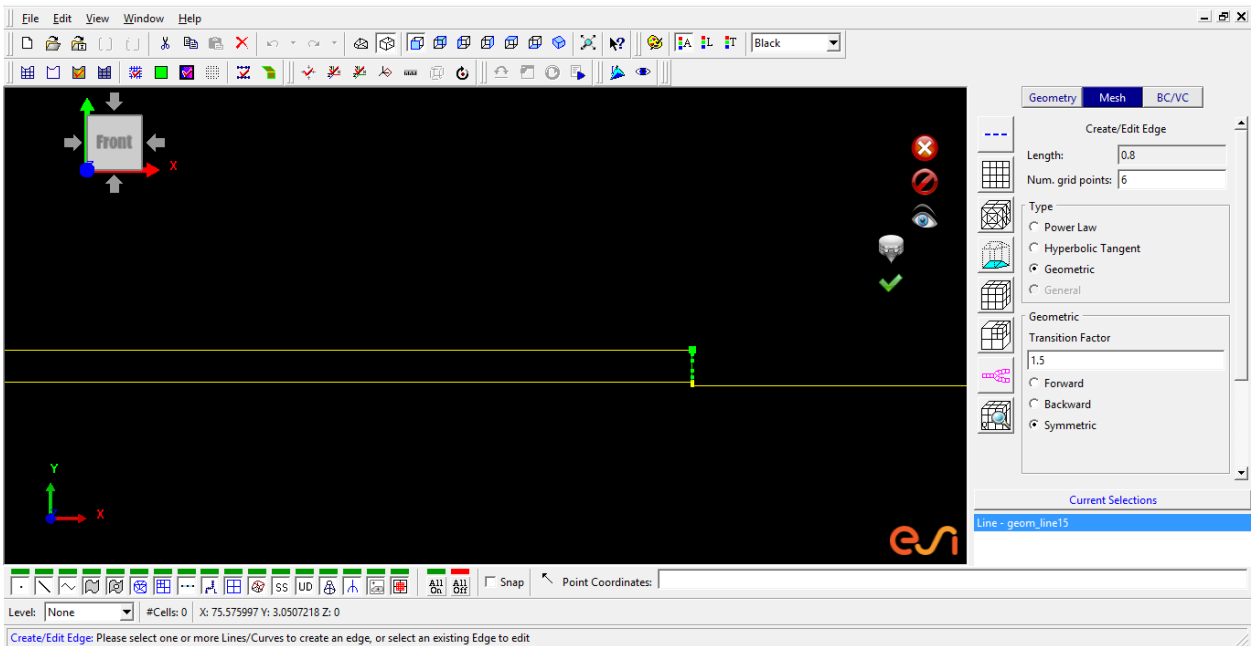 File Edit View Window Help
A L T Black
Geometry Mesh BC/VC
Front
X
Create/Edit Edge
Length: 0.8
Num. grid points: 6
Type
Power Law
Hyperbolic Tangent
Geometric
General
Geometric
Transition Factor
1.5
Forward
Backward
Symmetric
Y
X
esi
Current Selections
Line - geom_line15
SS UD All On All Off Snap Point Coordinates:
Level: None #Cells: 0 X: 75.575997 Y: 3.0507218 Z: 0
Create/Edit Edge: Please select one or more Lines/Curves to create an edge, or select an existing Edge to edit